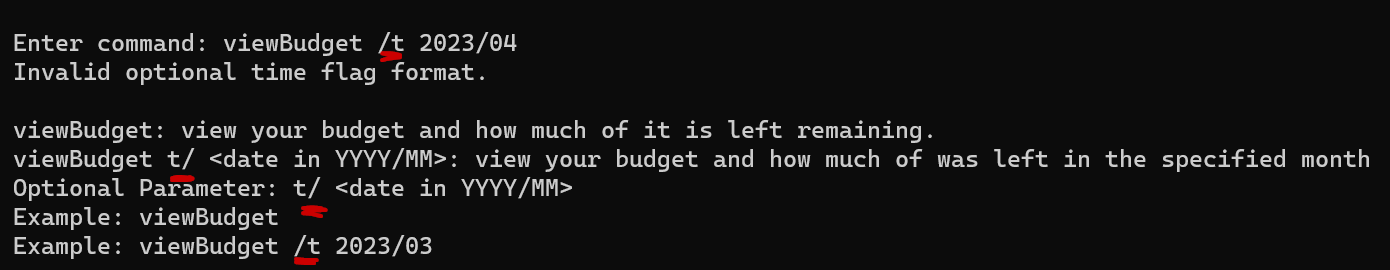 Enter command: viewBudget /t 2023/04
Invalid optional time flag format.
viewBudget: view your budget and how much of it is left remaining.
viewBudget t/ <date in YYYY/MM>: view your budget and how much of was left in the specified month
Optional Parameter: t/ <date in YYYY/MM>
Example: viewBudget
Example: viewBudget /t 2023/03